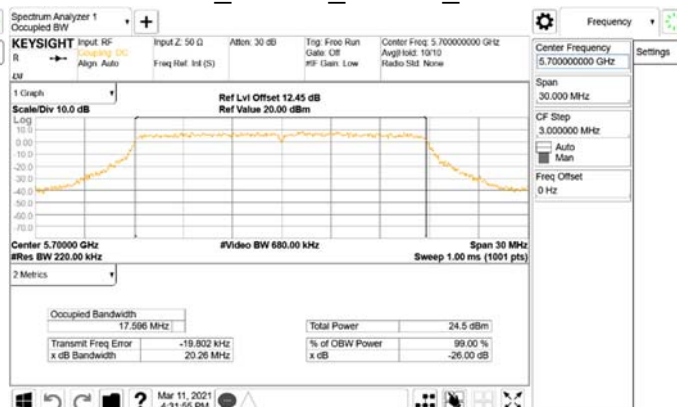 Spectrum Analyzer 1
Occupied BW
+
Frequency
KEYSIGHT
R
Input: RF
Coupling: DC
Align: Auto
Input Z: 50 Ω
Freq Ref: Int (S)
Atten: 30 dB
Trig: Free Run
Gate: Off
#IF Gain: Low
Center Freq: 5.700000000 GHz
Avg|Hold: 10/10
Radio Std: None
Center Frequency
5.700000000 GHz
Settings
Span
30.000 MHz
CF Step
3.000000 MHz
Auto
Man
Freq Offset
0 Hz
1 Graph
Scale/Div 10.0 dB
Ref Lvl Offset 12.45 dB
Ref Value 20.00 dBm
Log
10.0
0.00
-10.0
-20.0
-30.0
-40.0
-50.0
-60.0
-70.0
Center 5.70000 GHz
#Res BW 220.00 kHz
#Video BW 680.00 kHz
Span 30 MHz
Sweep 1.00 ms (1001 pts)
2 Metrics
Occupied Bandwidth
17.596 MHz
Total Power 24.5 dBm
Transmit Freq Error -19.802 kHz
% of OBW Power 99.00 %
x dB Bandwidth 20.26 MHz
x dB -26.00 dB
?
Mar 11, 2021
4:31:55 PM